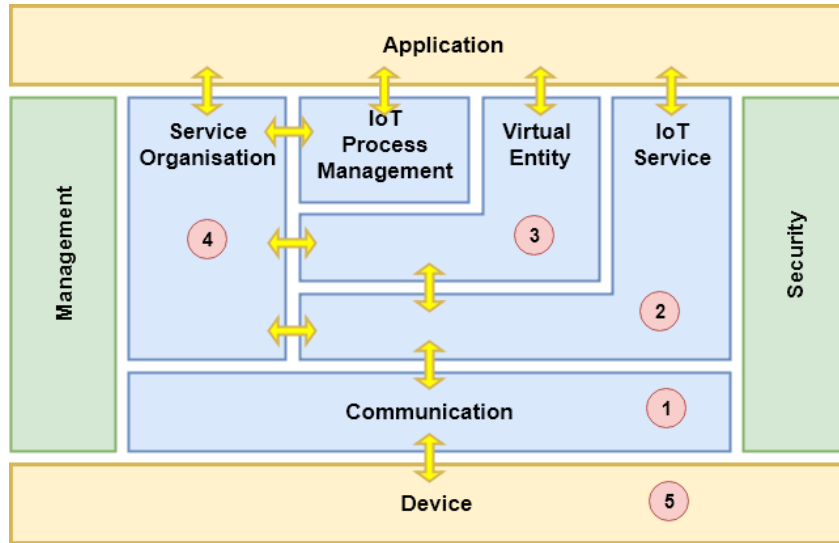 Application
Management
Service
Organisation
4
IoT
Process
Management
Virtual
Entity
3
IoT
Service
2
Security
Communication
1
Device
5